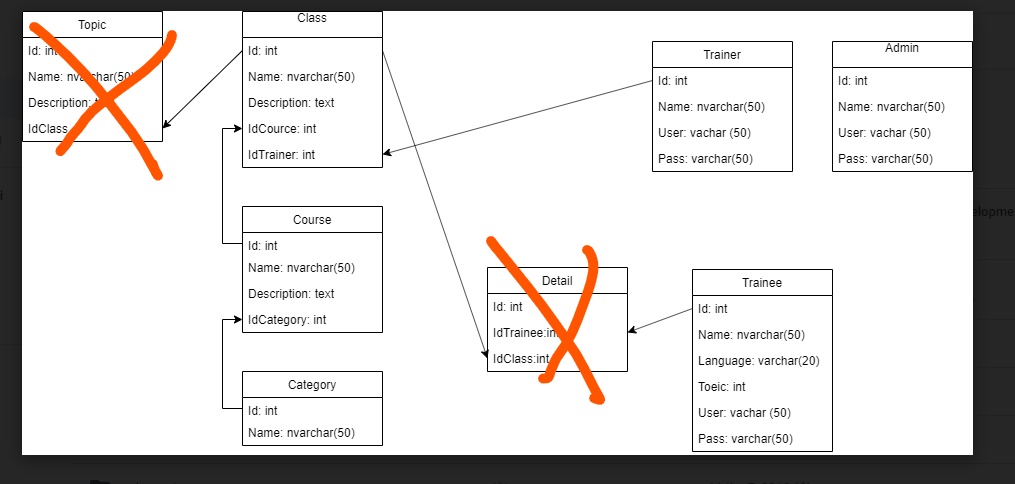 Topic
Id: int
Name: nvarchar(50)
Description:
IdClass
Class
Id: int
Name: nvarchar(50)
Description: text
IdCource: int
IdTrainer: int
Course
Id: int
Name: nvarchar(50)
Description: text
IdCategory: int
Category
Id: int
Name: nvarchar(50)
Detail
Id: int
IdTrainee:int
IdClass:int
Trainer
Id: int
Name: nvarchar(50)
User: vachar (50)
Pass: varchar(50)
Admin
Id: int
Name: nvarchar(50)
User: vachar (50)
Pass: varchar(50)
Trainee
Id: int
Name: nvarchar(50)
Language: varchar(20)
Toeic: int
User: vachar (50)
Pass: varchar(50)
elopme